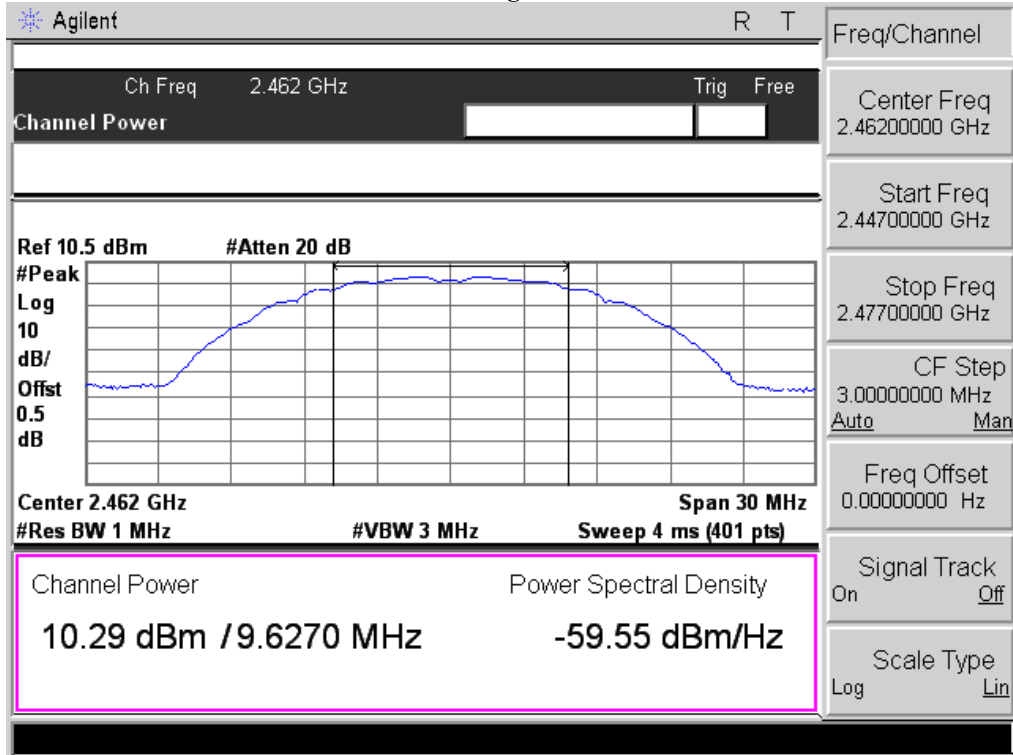 Agilent R T
Ch Freq 2.462 GHz Trig Free
Channel Power
Ref 10.5 dBm #Atten 20 dB
#Peak
Log
10
dB/
Offst
0.5
dB
Center 2.462 GHz Span 30 MHz
#Res BW 1 MHz #VBW 3 MHz Sweep 4 ms (401 pts)
Channel Power Power Spectral Density
10.29 dBm / 9.6270 MHz -59.55 dBm/Hz
Freq/Channel
Center Freq
2.46200000 GHz
Start Freq
2.44700000 GHz
Stop Freq
2.47700000 GHz
CF Step
3.00000000 MHz
Auto Man
Freq Offset
0.00000000 Hz
Signal Track
On Off
Scale Type
Log Lin